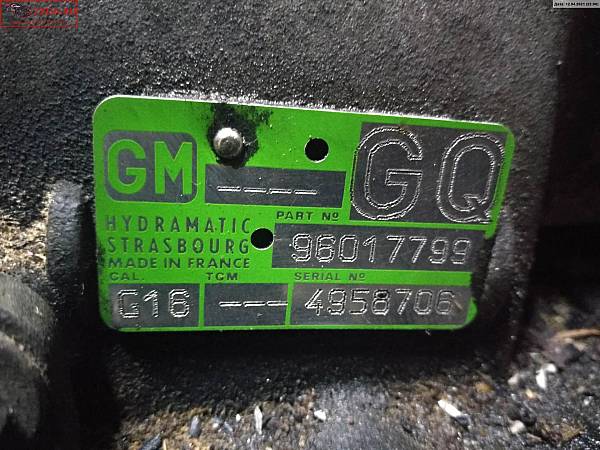 GM ---- GQ
PART Nº
HYDRAMATIC
STRASBOURG 96017799
MADE IN FRANCE
CAL. TCM SERIAL Nº
G16 --- 4958706